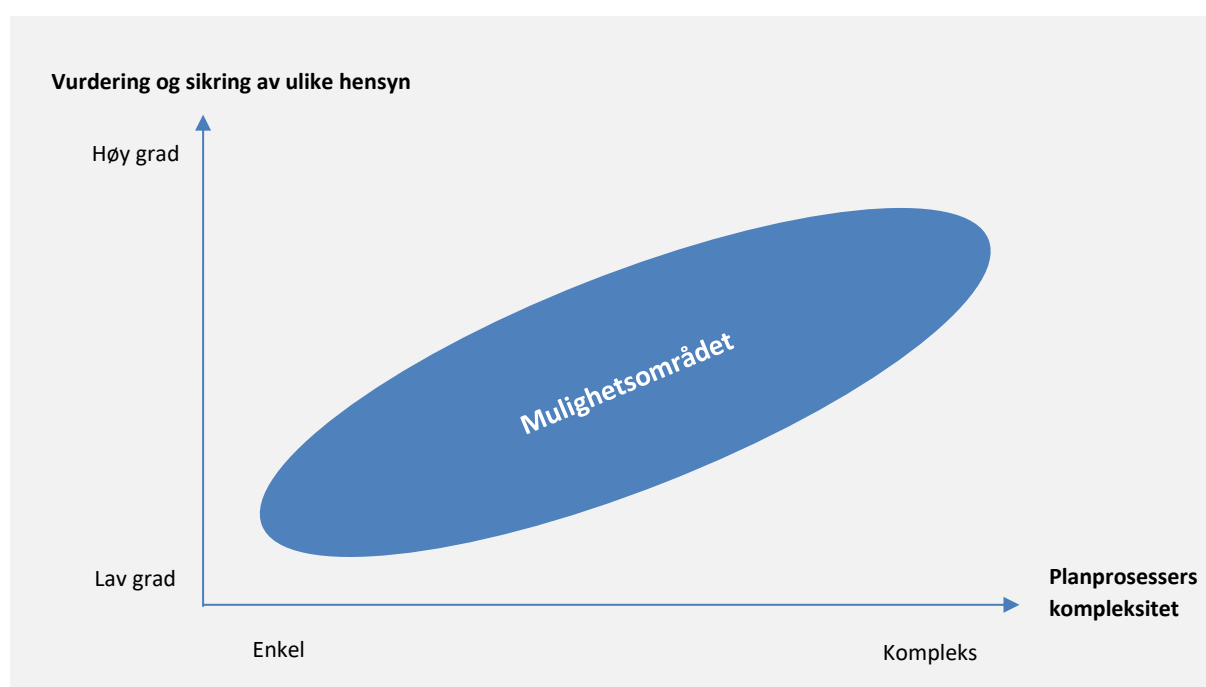 Vurdering og sikring av ulike hensyn
Høy grad
Mulighetsområdet
Lav grad
Planprosessers
kompleksitet
Enkel
Kompleks